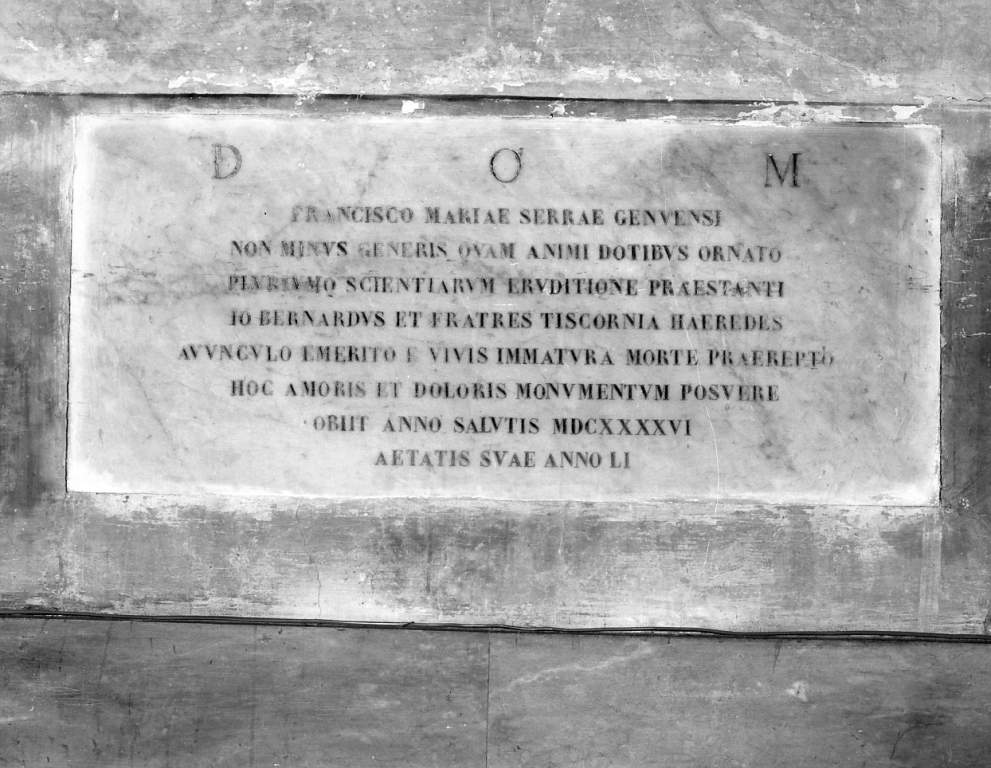 D O M
FRANCISCO MARIAE SERRAE GENVENSI
NON MINVS GENERIS QVAM ANIMI DOTIBVS ORNATO
PLVRIVMQ SCIENTIARVM ERVDITIONE PRAESTANTI
IO BERNARDVS ET FRATRES TISCORNIA HAEREDES
AVVNCVLO EMERITO E VIVIS IMMATVRA MORTE PRAEREPTO
HOC AMORIS ET DOLORIS MONVMENTVM POSVERE
OBIIT ANNO SALVTIS MDCXXXXVI
AETATIS SVAE ANNO LI